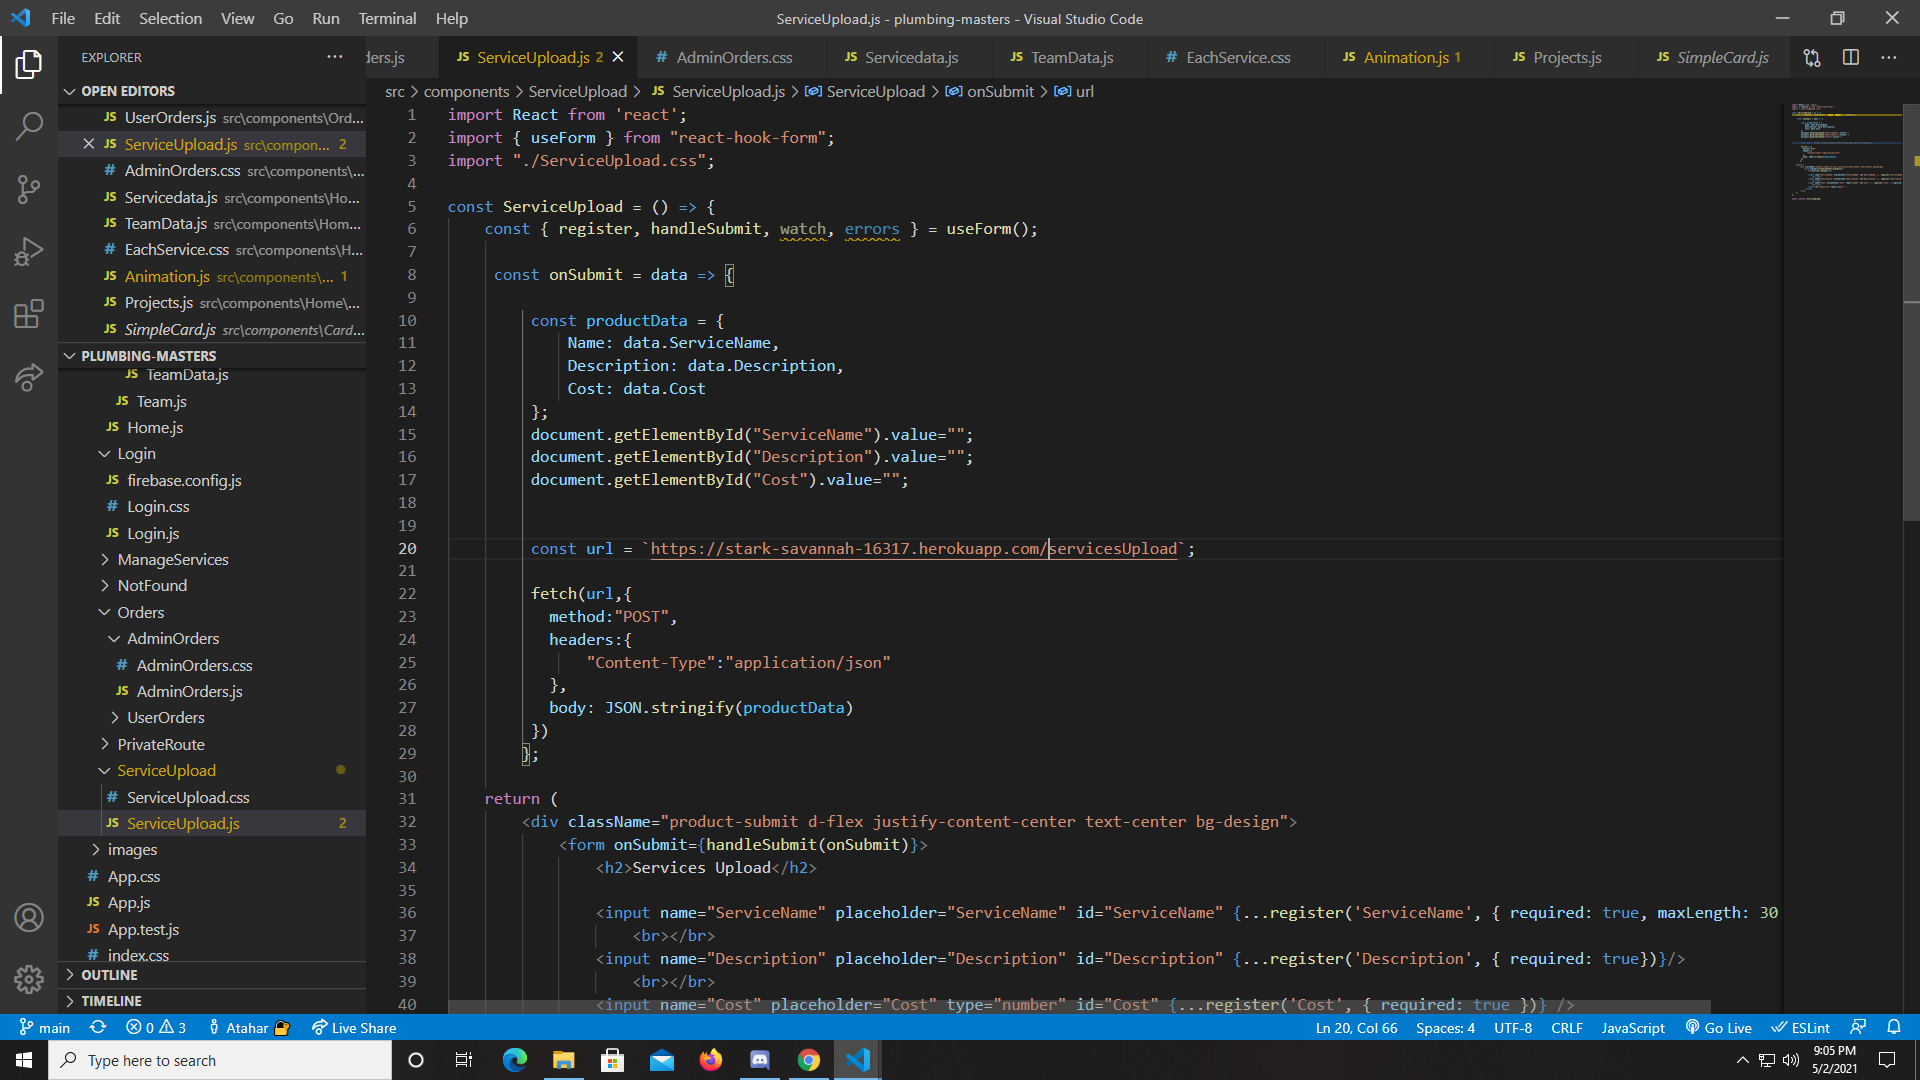 File Edit Selection View Go Run Terminal Help
ServiceUpload.js - plumbing-masters - Visual Studio Code
EXPLORER
ders.js
JS ServiceUpload.js 2
# AdminOrders.css
JS Servicedata.js
JS TeamData.js
# EachService.css
JS Animation.js 1
JS Projects.js
JS SimpleCard.js
OPEN EDITORS
JS UserOrders.js src\components\Ord...
JS ServiceUpload.js src\compon... 2
# AdminOrders.css src\components\...
JS Servicedata.js src\components\Ho...
JS TeamData.js src\components\Hom...
# EachService.css src\components\H...
JS Animation.js src\components\... 1
JS Projects.js src\components\Home\...
JS SimpleCard.js src\components\Card...
PLUMBING-MASTERS
JS TeamData.js
JS Team.js
JS Home.js
Login
JS firebase.config.js
# Login.css
JS Login.js
ManageServices
NotFound
Orders
AdminOrders
# AdminOrders.css
JS AdminOrders.js
UserOrders
PrivateRoute
ServiceUpload
# ServiceUpload.css
JS ServiceUpload.js 2
images
# App.css
JS App.js
JS App.test.js
# index.css
OUTLINE
TIMELINE
src > components > ServiceUpload > JS ServiceUpload.js > ServiceUpload > onSubmit > url
1 import React from 'react';
2 import { useForm } from "react-hook-form";
3 import "./ServiceUpload.css";
4
5 const ServiceUpload = () => {
6 const { register, handleSubmit, watch, errors } = useForm();
7
8 const onSubmit = data => {
9
10 const productData = {
11 Name: data.ServiceName,
12 Description: data.Description,
13 Cost: data.Cost
14 };
15 document.getElementById("ServiceName").value="";
16 document.getElementById("Description").value="";
17 document.getElementById("Cost").value="";
18
19
20 const url = `https://stark-savannah-16317.herokuapp.com/servicesUpload`;
21
22 fetch(url,{
23 method:"POST",
24 headers:{
25 "Content-Type":"application/json"
26 },
27 body: JSON.stringify(productData)
28 })
29 };
30
31 return (
32 <div className="product-submit d-flex justify-content-center text-center bg-design">
33 <form onSubmit={handleSubmit(onSubmit)}>
34 <h2>Services Upload</h2>
35
36 <input name="ServiceName" placeholder="ServiceName" id="ServiceName" {...register('ServiceName', { required: true, maxLength: 30
37 <br></br>
38 <input name="Description" placeholder="Description" id="Description" {...register('Description', { required: true})}/>
39 <br></br>
40 <input name="Cost" placeholder="Cost" type="number" id="Cost" {...register('Cost', { required: true })} />
main 0 3 Atahar Live Share
Ln 20, Col 66 Spaces: 4 UTF-8 CRLF JavaScript Go Live ESLint
Type here to search
9:05 PM
5/2/2021